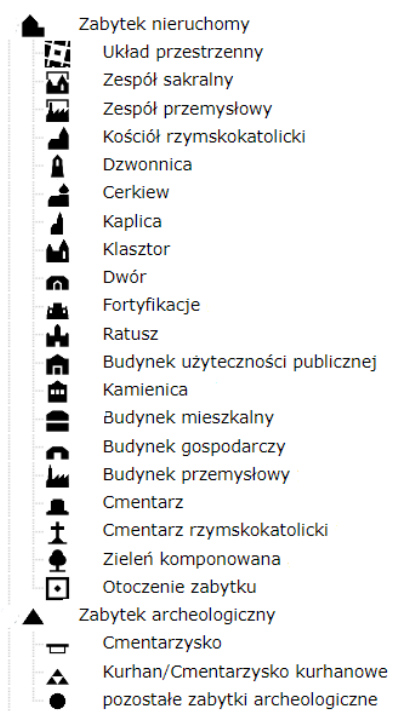 Zabytek nieruchomy
Układ przestrzenny
Zespół sakralny
Zespół przemysłowy
Kościół rzymskokatolicki
Dzwonnica
Cerkiew
Kaplica
Klasztor
Dwór
Fortyfikacje
Ratusz
Budynek użyteczności publicznej
Kamienica
Budynek mieszkalny
Budynek gospodarczy
Budynek przemysłowy
Cmentarz
Cmentarz rzymskokatolicki
Zieleń komponowana
Otoczenie zabytku
Zabytek archeologiczny
Cmentarzysko
Kurhan/Cmentarzysko kurhanowe
pozostałe zabytki archeologiczne